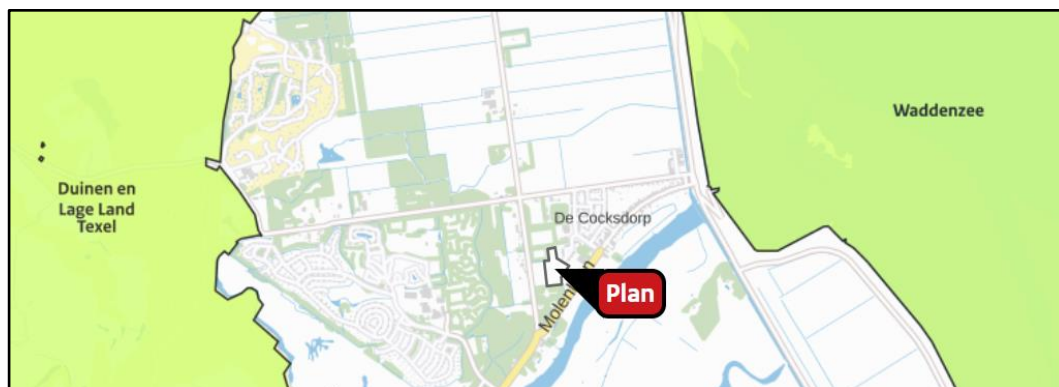 Waddenzee
Duinen en
Lage Land
Texel
De Cocksdorp
Plan